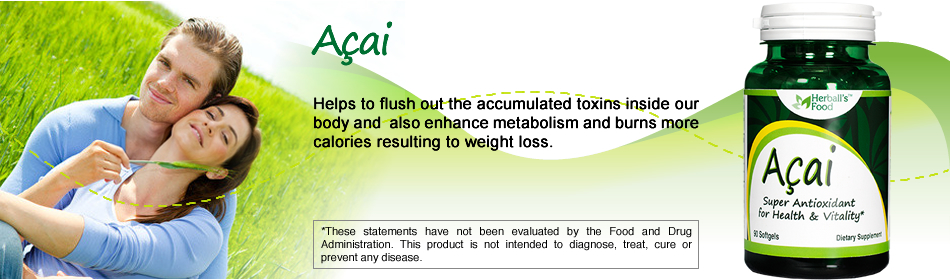 Açai
Helps to flush out the accumulated toxins inside our
body and also enhance metabolism and burns more
calories resulting to weight loss.
*These statements have not been evaluated by the Food and Drug
Administration. This product is not intended to diagnose, treat, cure or
prevent any disease.
Herball's™
Food
Açai
Super Antioxidant
for Health & Vitality*
90 Softgels Dietary Supplement